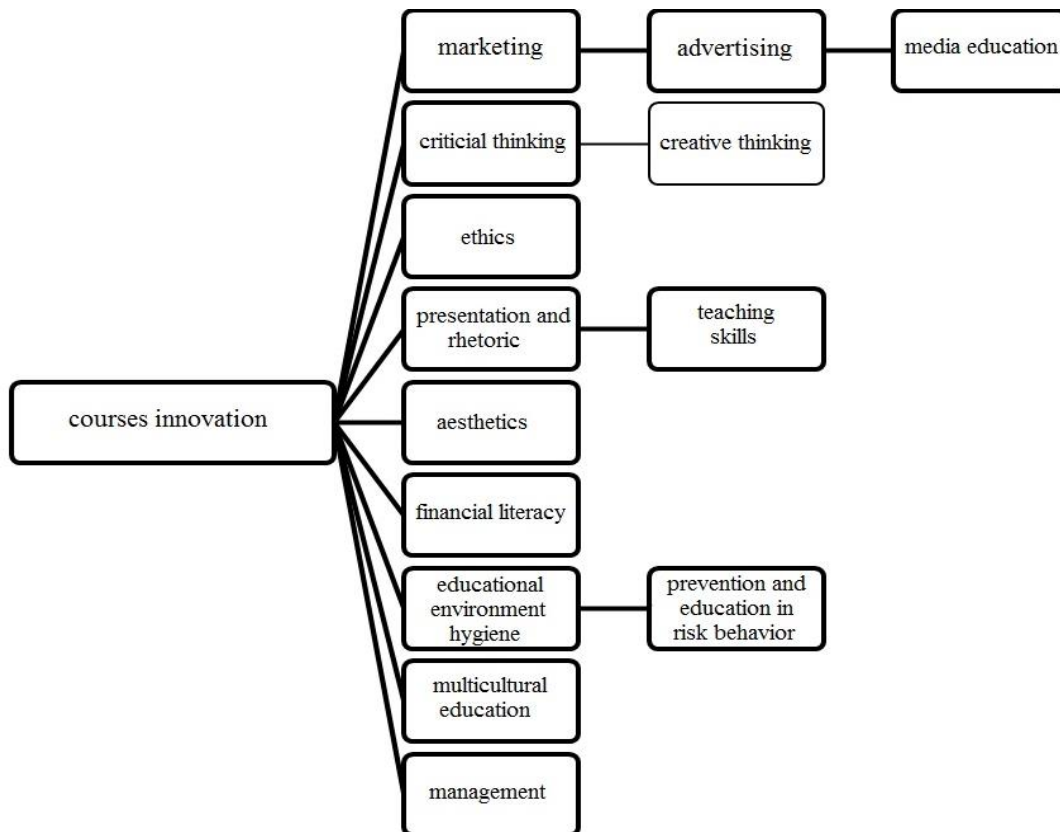 marketing
advertising
media education
criticial thinking
creative thinking
ethics
presentation and
rhetoric
teaching
skills
courses innovation
aesthetics
financial literacy
educational
environment
hygiene
prevention and
education in
risk behavior
multicultural
education
management